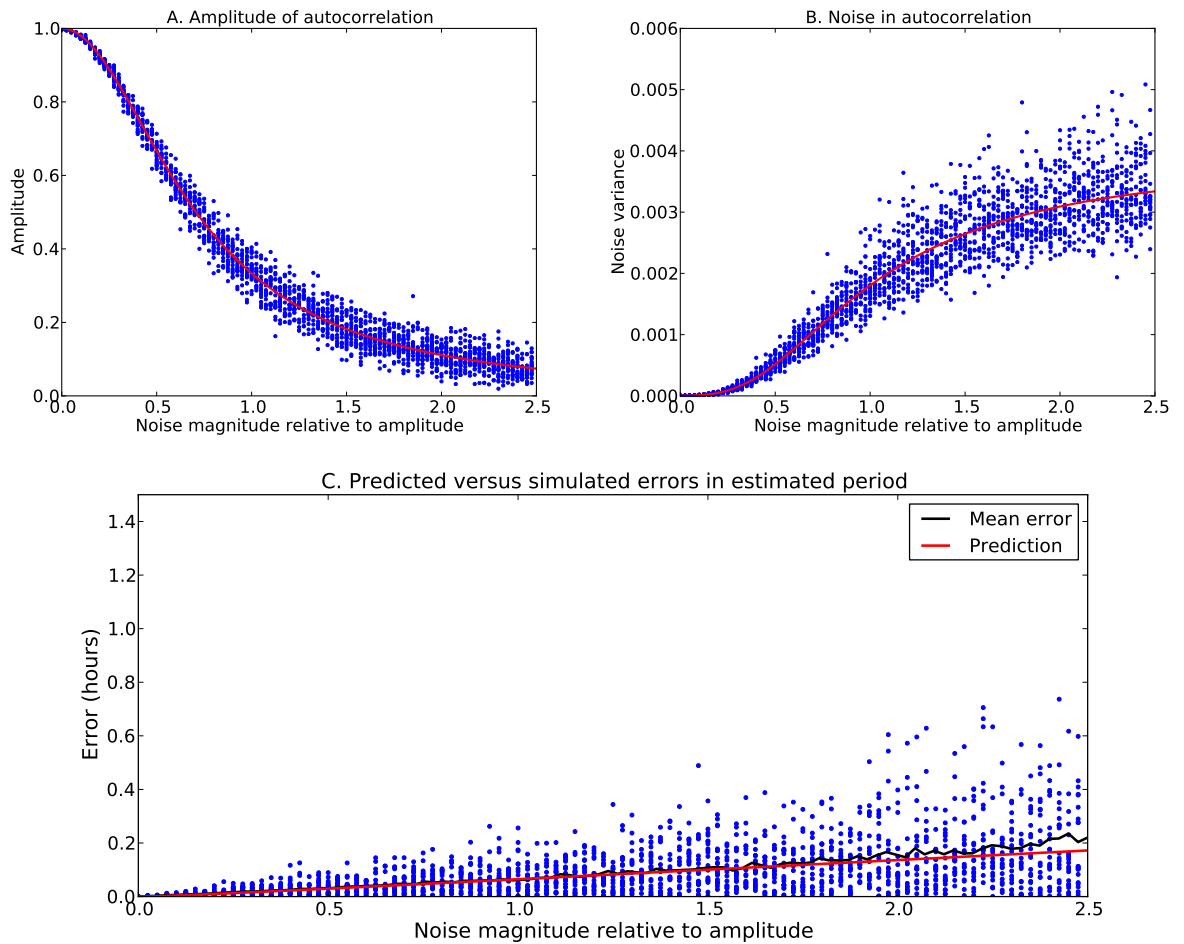 A. Amplitude of autocorrelation
1.0
0.8
0.6
0.4
0.2
0.0
Amplitude
0.0 0.5 1.0 1.5 2.0 2.5
Noise magnitude relative to amplitude
B. Noise in autocorrelation
0.006
0.005
0.004
0.003
0.002
0.001
0.000
Noise variance
0.0 0.5 1.0 1.5 2.0 2.5
Noise magnitude relative to amplitude
C. Predicted versus simulated errors in estimated period
1.4
1.2
1.0
0.8
0.6
0.4
0.2
0.0
Error (hours)
Mean error
Prediction
0.0 0.5 1.0 1.5 2.0 2.5
Noise magnitude relative to amplitude